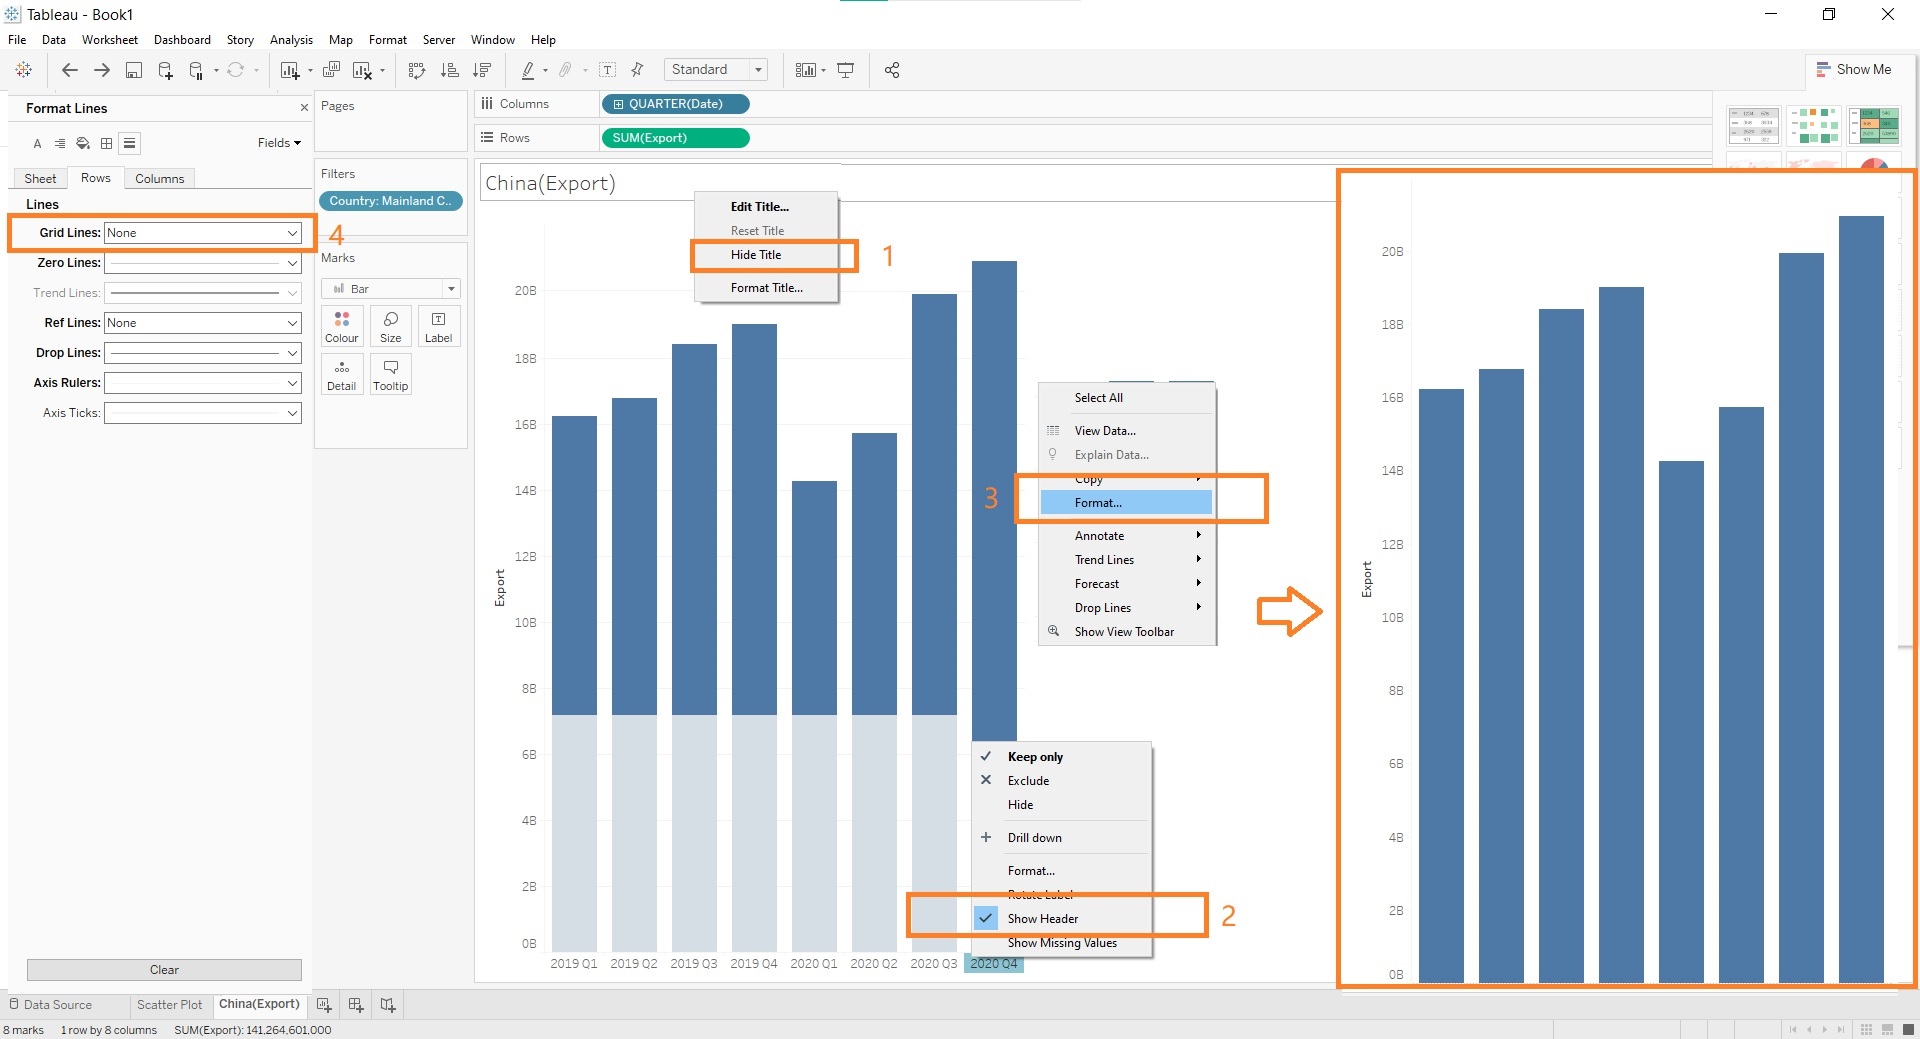 Tableau - Book1
File Data Worksheet Dashboard Story Analysis Map Format Server Window Help
Standard
Show Me
Format Lines
Fields
Sheet Rows Columns
Lines
Grid Lines: None
4
Zero Lines:
Trend Lines:
Ref Lines: None
Drop Lines:
Axis Rulers:
Axis Ticks:
Clear
Pages
Filters
Country: Mainland C..
Marks
Bar
Colour Size Label
Detail Tooltip
Columns QUARTER(Date)
Rows SUM(Export)
China(Export)
Edit Title...
Reset Title
Hide Title
1
Format Title...
20B
18B
16B
14B
12B
10B
8B
6B
4B
2B
0B
Export
2019 Q1 2019 Q2 2019 Q3 2019 Q4 2020 Q1 2020 Q2 2020 Q3 2020 Q4
Select All
View Data...
Explain Data...
Copy
3
Format...
Annotate
Trend Lines
Forecast
Drop Lines
Show View Toolbar
Keep only
Exclude
Hide
Drill down
Format...
Rotate Label
Show Header
2
Show Missing Values
20B
18B
16B
14B
12B
10B
8B
6B
4B
2B
0B
Export
Data Source Scatter Plot China(Export)
8 marks 1 row by 8 columns SUM(Export): 141,264,601,000